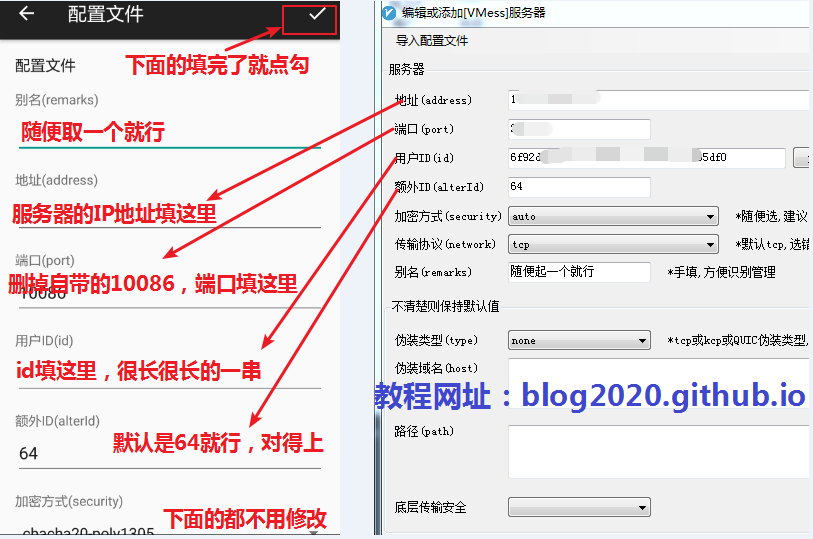 配置文件
下面的填完了就点勾
配置文件
别名(remarks)
随便取一个就行
地址(address)
服务器的IP地址填这里
端口(port)
删掉自带的10086，端口填这里
10086
用户ID(id)
id填这里，很长很长的一串
额外ID(alterId)
64
默认是64就行，对得上
加密方式(security)
chacha20-poly1305
下面的都不用修改
编辑或添加[VMess]服务器
导入配置文件
服务器
地址(address)
1
端口(port)
用户ID(id)
6f92d
55df0
额外ID(alterId)
64
加密方式(security)
auto
*随便选,建议
传输协议(network)
tcp
*默认tcp,选错
别名(remarks)
随便起一个就行
*手填,方便识别管理
不清楚则保持默认值
伪装类型(type)
none
*tcp或kcp或QUIC伪装类型,
伪装域名(host)
教程网址：blog2020.github.io
路径(path)
底层传输安全